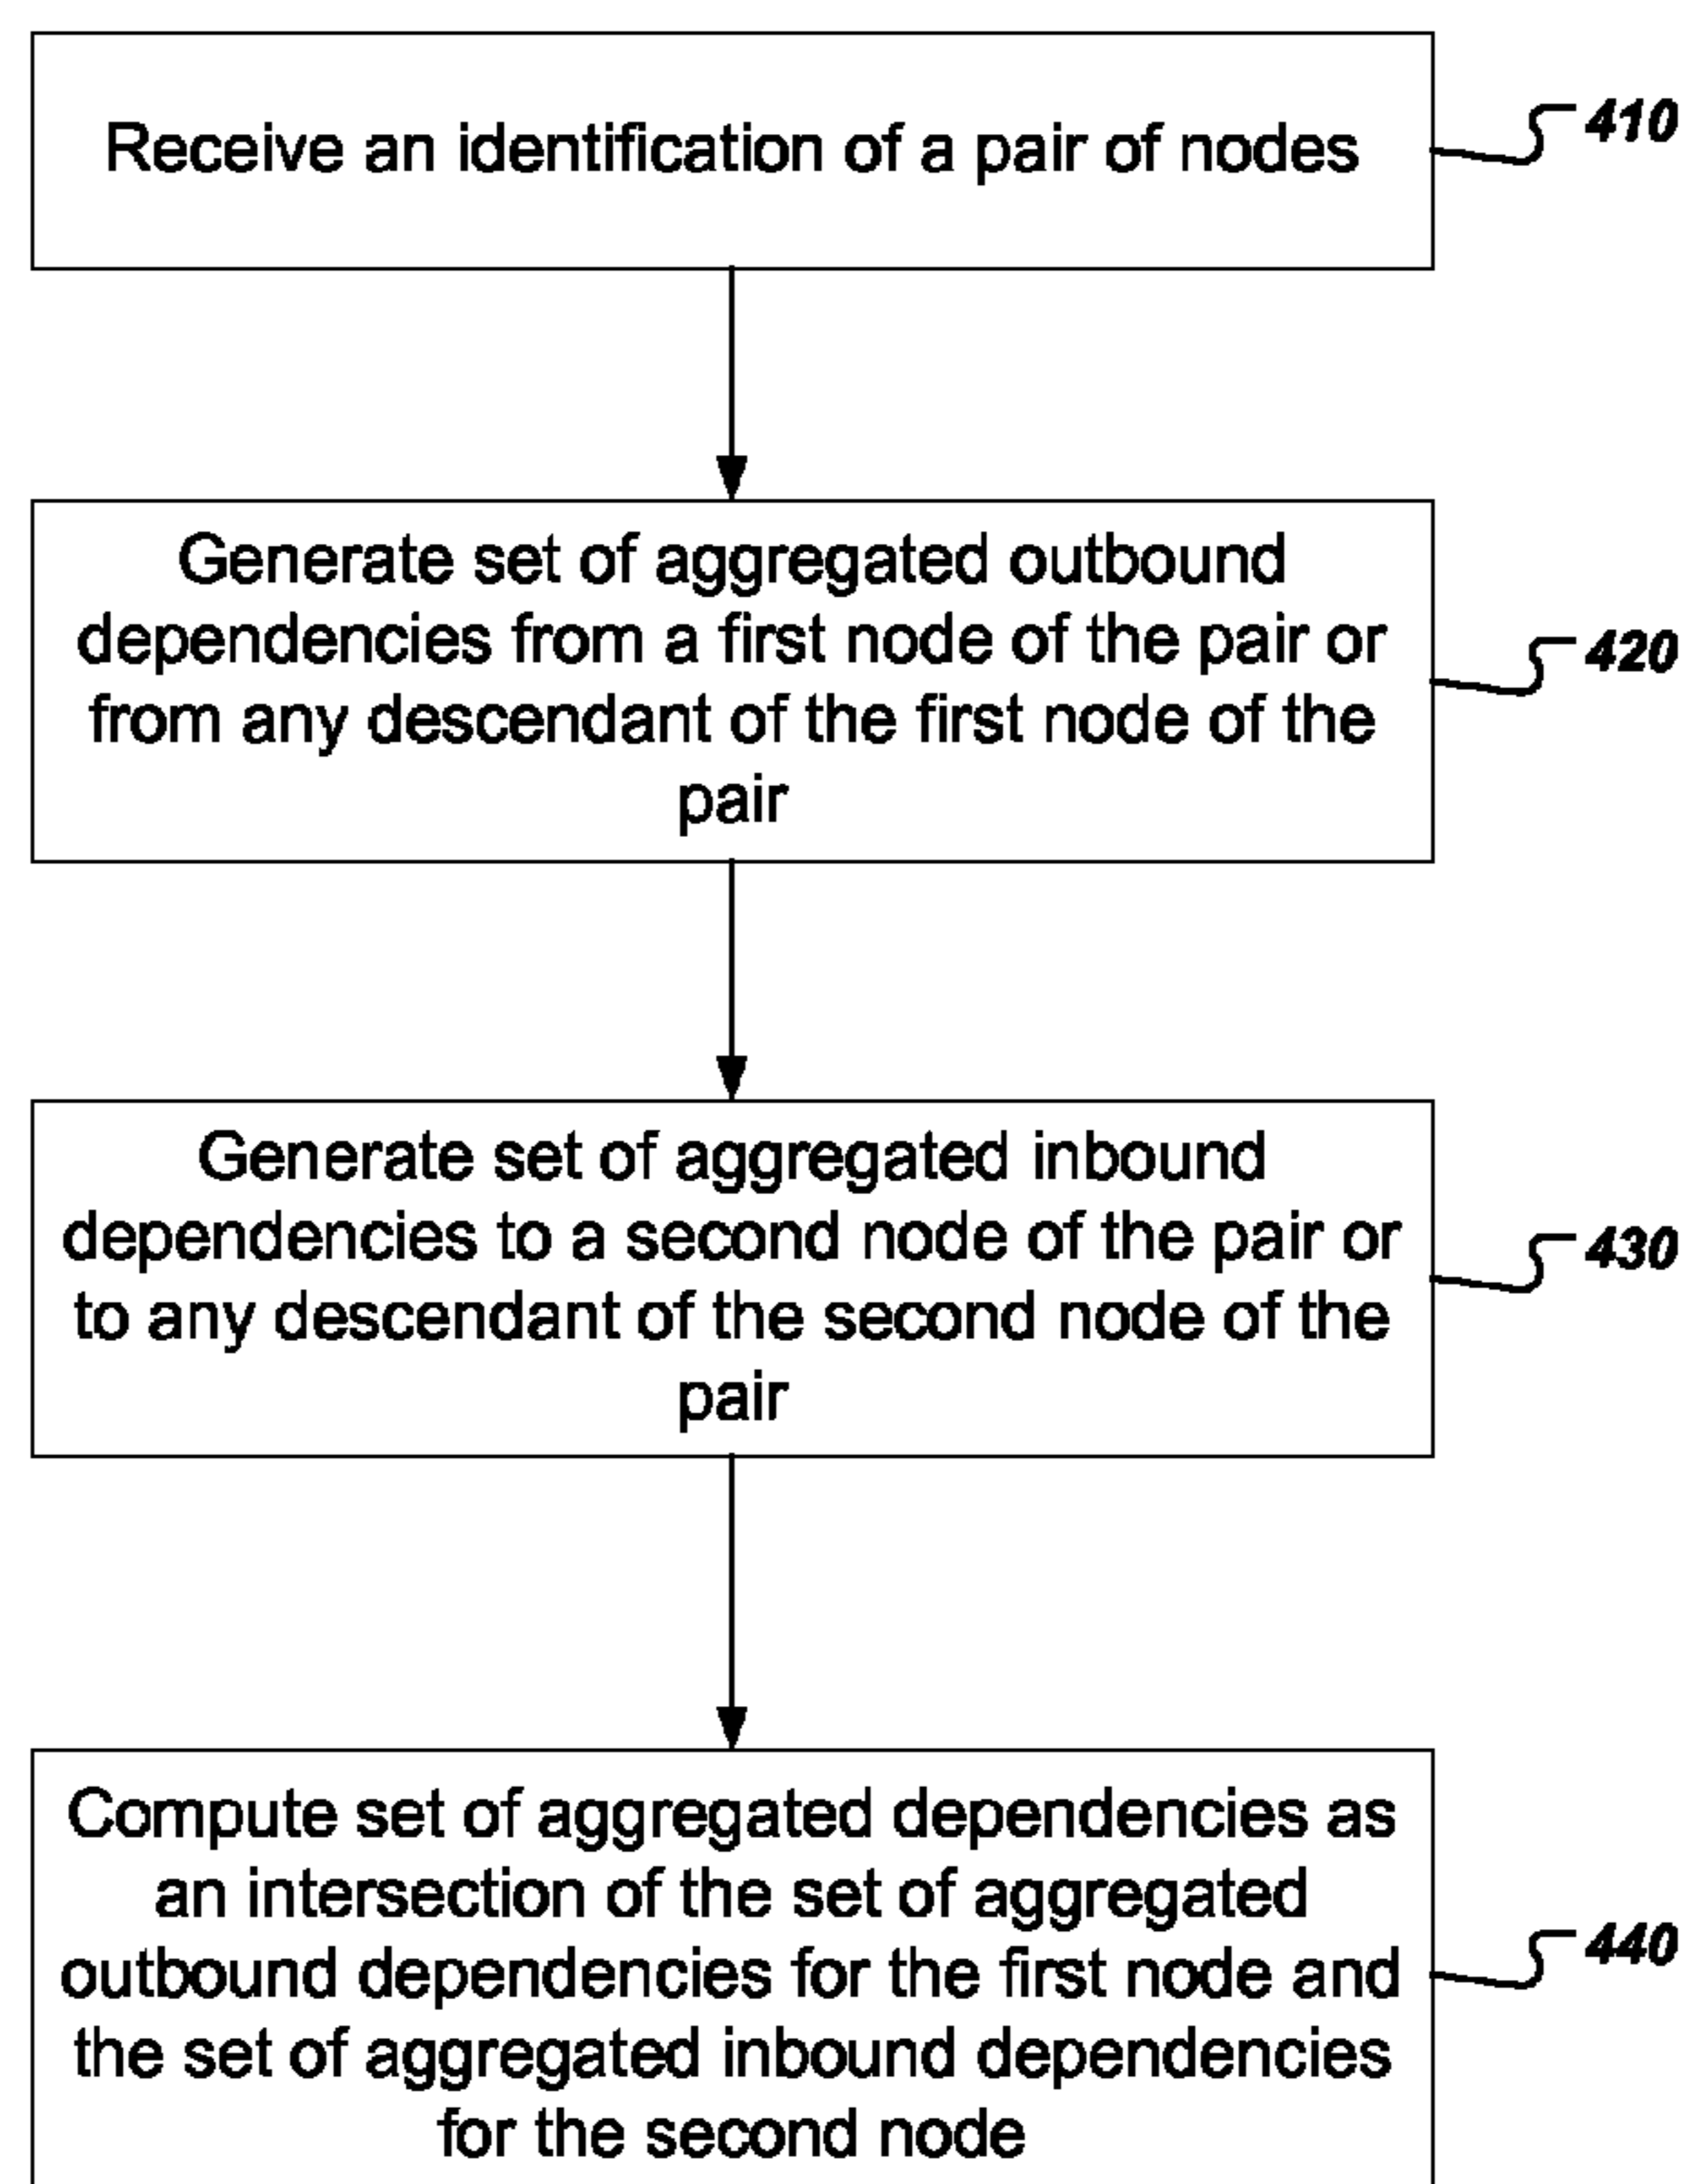 Receive an identification of a pair of nodes
410
Generate set of aggregated outbound
dependencies from a first node of the pair or
from any descendant of the first node of the
pair
420
Generate set of aggregated inbound
dependencies to a second node of the pair or
to any descendant of the second node of the
pair
430
Compute set of aggregated dependencies as
an intersection of the set of aggregated
outbound dependencies for the first node and
the set of aggregated inbound dependencies
for the second node
440